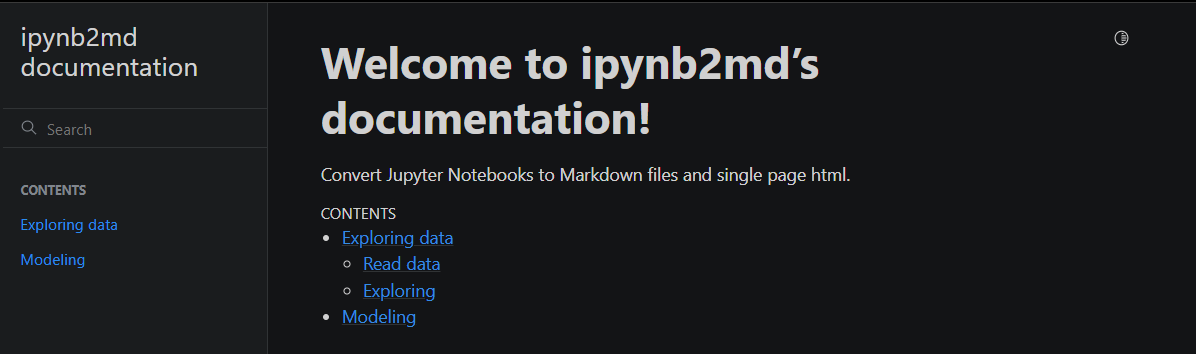 ipynb2md
documentation
Search
CONTENTS
Exploring data
Modeling
Welcome to ipynb2md’s
documentation!
Convert Jupyter Notebooks to Markdown files and single page html.
CONTENTS
Exploring data
Read data
Exploring
Modeling